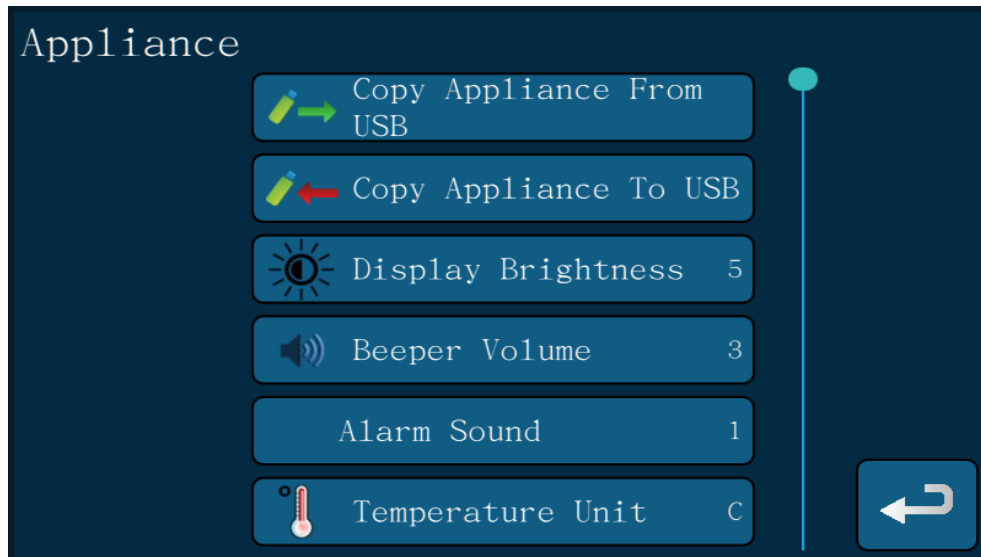 Appliance
Copy Appliance From
USB
Copy Appliance To USB
Display Brightness 5
Beeper Volume 3
Alarm Sound 1
Temperature Unit C